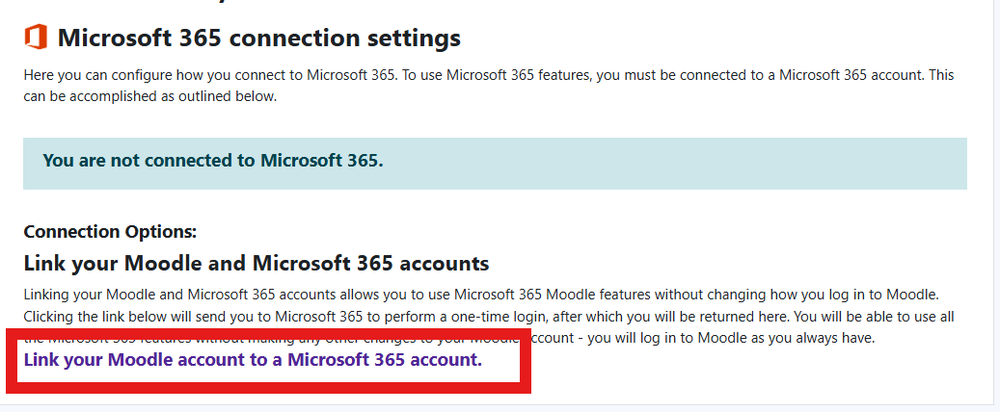 Microsoft 365 connection settings
Here you can configure how you connect to Microsoft 365. To use Microsoft 365 features, you must be connected to a Microsoft 365 account. This
can be accomplished as outlined below.
You are not connected to Microsoft 365.
Connection Options:
Link your Moodle and Microsoft 365 accounts
Linking your Moodle and Microsoft 365 accounts allows you to use Microsoft 365 Moodle features without changing how you log in to Moodle.
Clicking the link below will send you to Microsoft 365 to perform a one-time login, after which you will be returned here. You will be able to use all
the Microsoft 365 features without making any other changes to your Moodle account - you will log in to Moodle as you always have.
Link your Moodle account to a Microsoft 365 account.